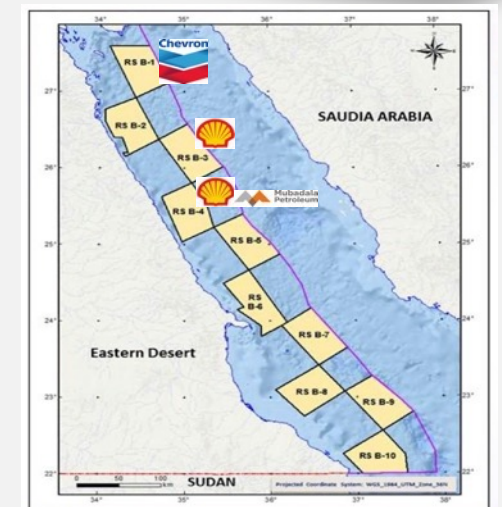 34° 35° 36° 37° 38°
Chevron
RS B-1
27° 27°
SAUDIA ARABIA
RS B-2
26° 26°
RS B-3
Mubadala
Petroleum
RS B-4
25° 25°
RS B-5
RS
B-6
24° 24°
RS B-7
Eastern Desert
RS B-8
23° 23°
RS B-9
RS B-10
22° 22°
0 50 100
km
SUDAN
Projected Coordinate System: WGS_1984_UTM_Zone_36N
34° 35° 36° 37° 38°